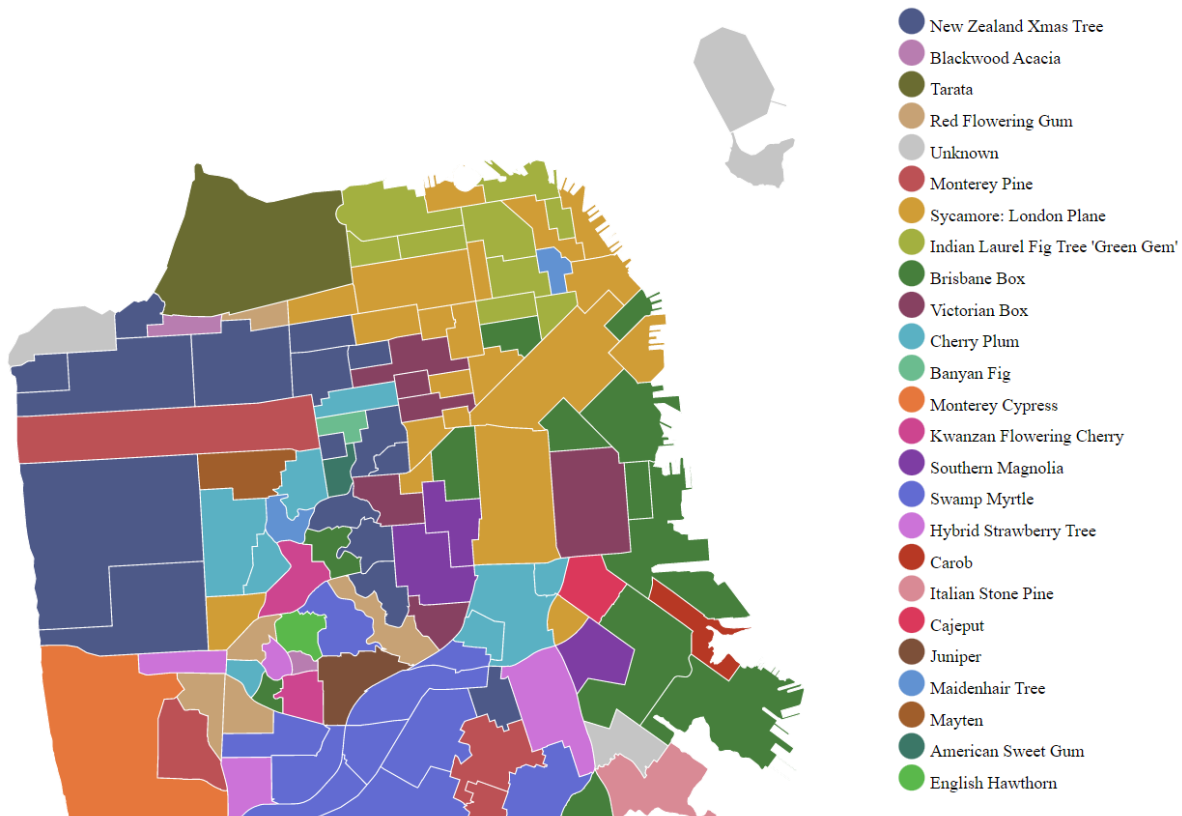 New Zealand Xmas Tree
Blackwood Acacia
Tarata
Red Flowering Gum
Unknown
Monterey Pine
Sycamore: London Plane
Indian Laurel Fig Tree 'Green Gem'
Brisbane Box
Victorian Box
Cherry Plum
Banyan Fig
Monterey Cypress
Kwanzan Flowering Cherry
Southern Magnolia
Swamp Myrtle
Hybrid Strawberry Tree
Carob
Italian Stone Pine
Cajeput
Juniper
Maidenhair Tree
Mayten
American Sweet Gum
English Hawthorn